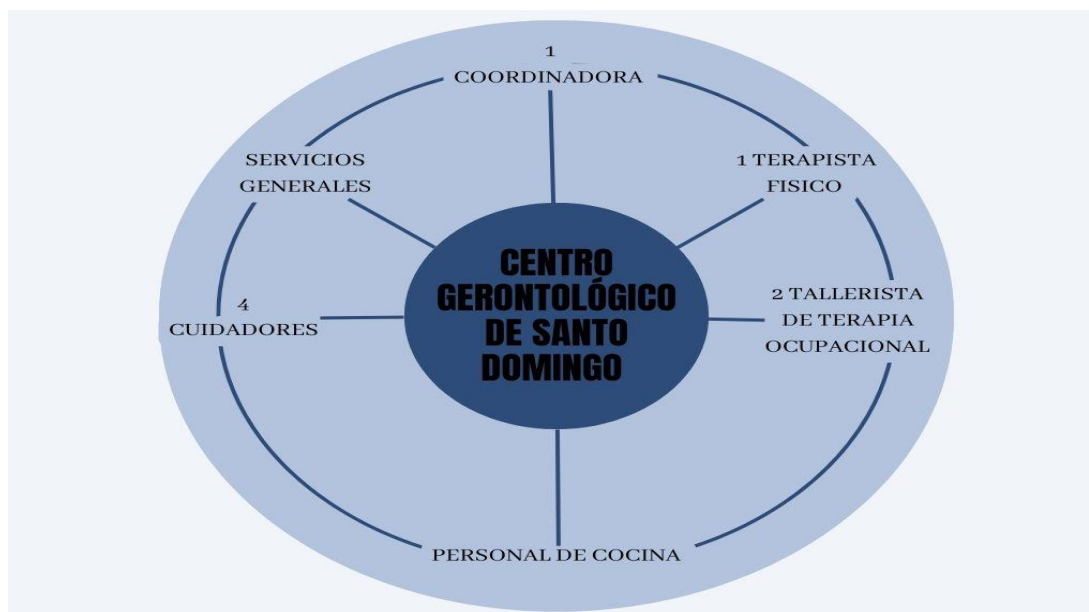 1
COORDINADORA
SERVICIOS
GENERALES
1 TERAPISTA
FISICO
CENTRO
GERONTOLÓGICO
DE SANTO
DOMINGO
4
CUIDADORES
2 TALLERISTA
DE TERAPIA
OCUPACIONAL
PERSONAL DE COCINA